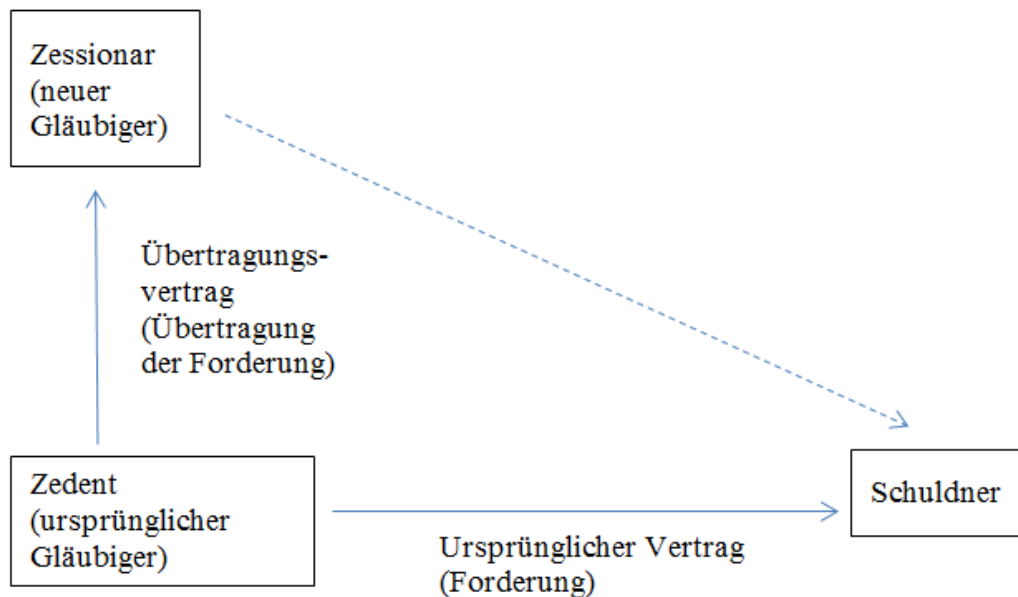 Zessionar
(neuer
Gläubiger)
Übertragungs-
vertrag
(Übertragung
der Forderung)
Zedent
(ursprünglicher
Gläubiger)
Schuldner
Ursprünglicher Vertrag
(Forderung)